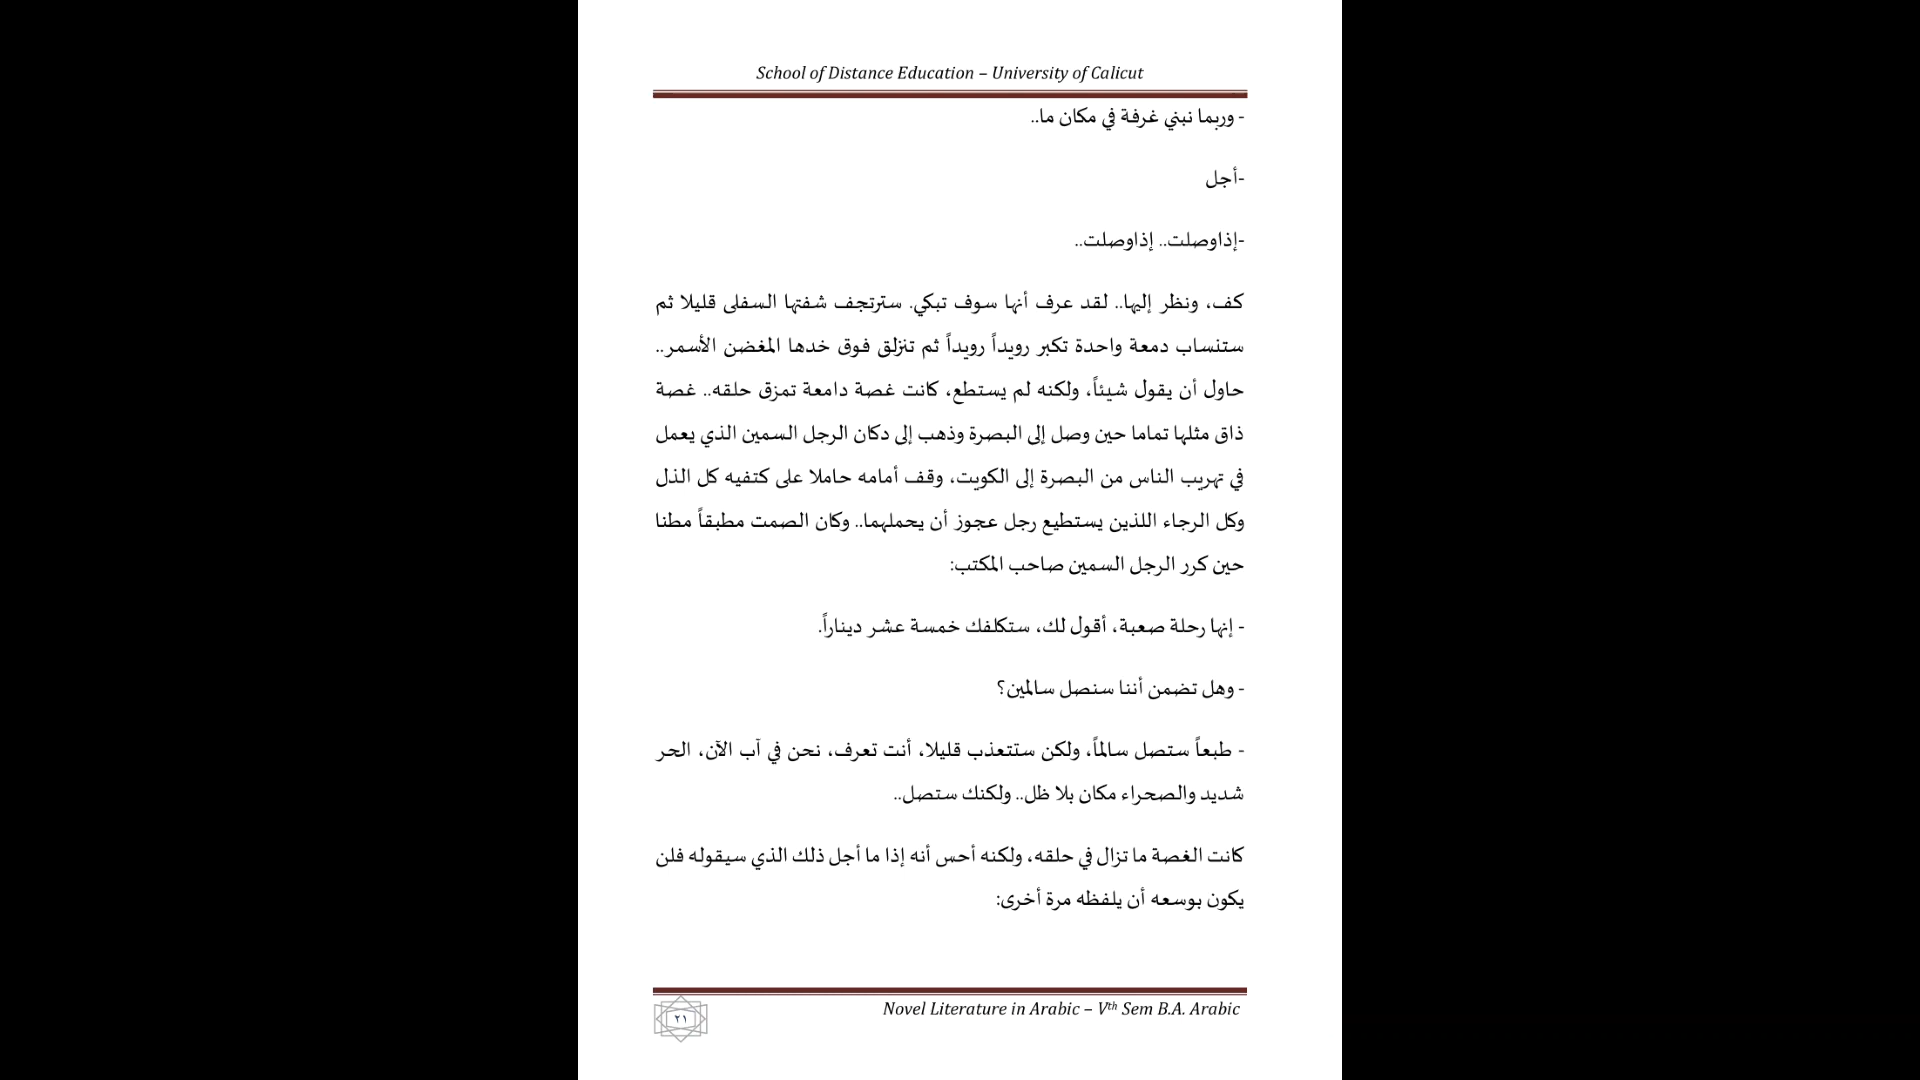 School of Distance Education – University of Calicut
- وربما نبني غرفة في مكان ما..
-أجل
-إذاوصلت.. إذاوصلت..
كف، ونظر إليها.. لقد عرف أنها سوف تبكي. سترتجف شفتها السفلى قليلا ثم
ستنساب دمعة واحدة تكبر رويداً رويداً ثم تنزلق فوق خدها المغضن الأسمر..
حاول أن يقول شيئاً، ولكنه لم يستطع، كانت غصة دامعة تمزق حلقه.. غصة
ذاق مثلها تماما حين وصل إلى البصرة وذهب إلى دكان الرجل السمين الذي يعمل
في تهريب الناس من البصرة إلى الكويت، وقف أمامه حاملا على كتفيه كل الذل
وكل الرجاء اللذين يستطيع رجل عجوز أن يحملهما.. وكان الصمت مطبقاً مطنا
حين كرر الرجل السمين صاحب المكتب:
- إنها رحلة صعبة، أقول لك، ستكلفك خمسة عشر ديناراً.
- وهل تضمن أننا سنصل سالمين؟
- طبعاً ستصل سالماً، ولكن ستتعذب قليلا، أنت تعرف، نحن في آب الآن، الحر
شديد والصحراء مكان بلا ظل.. ولكنك ستصل..
كانت الغصة ما تزال في حلقه، ولكنه أحس أنه إذا ما أجل ذلك الذي سيقوله فلن
يكون بوسعه أن يلفظه مرة أخرى:
Novel Literature in Arabic – Vth Sem B.A. Arabic
٢١